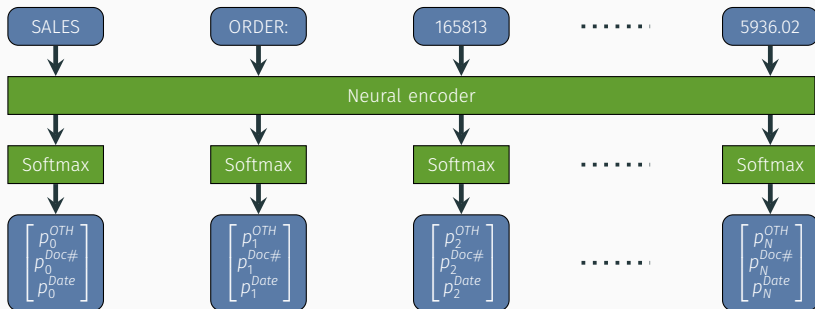 SALES ORDER: 165813 ........ 5936.02
Neural encoder
Softmax Softmax Softmax ........ Softmax
p_0^{OTH} p_1^{OTH} p_2^{OTH} p_N^{OTH}
p_0^{Doc#} p_1^{Doc#} p_2^{Doc#} ........ p_N^{Doc#}
p_0^{Date} p_1^{Date} p_2^{Date} p_N^{Date}